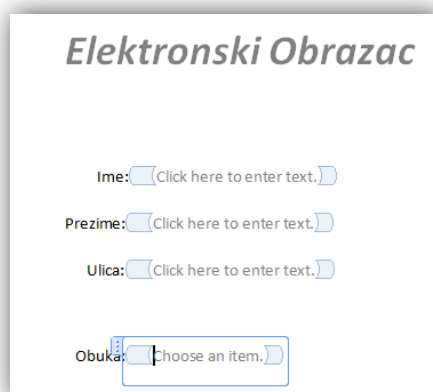 Elektronski Obrazac
Ime: Click here to enter text.
Prezime: Click here to enter text.
Ulica: Click here to enter text.
Obuka: Choose an item.